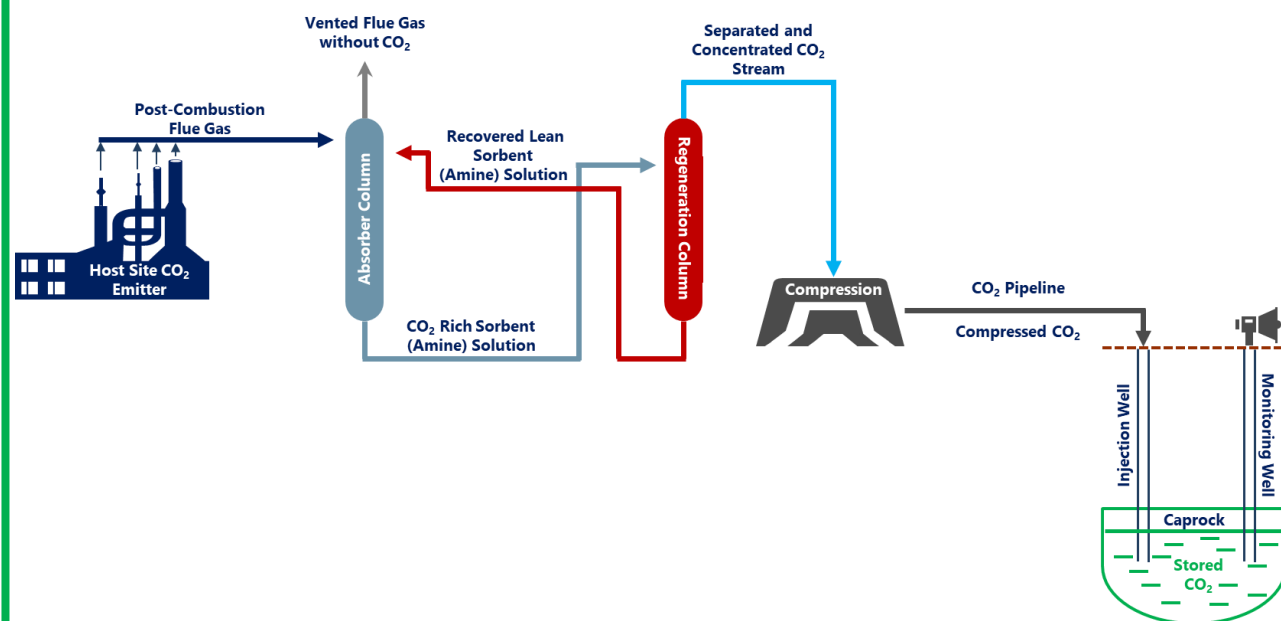 Vented Flue Gas
without CO₂
Separated and
Concentrated CO₂
Stream
Post-Combustion
Flue Gas
Recovered Lean
Sorbent
(Amine) Solution
Absorber Column
Regeneration Column
Host Site CO₂
Emitter
CO₂ Rich Sorbent
(Amine) Solution
Compression
CO₂ Pipeline
Compressed CO₂
Injection Well
Monitoring Well
Caprock
Stored
CO₂